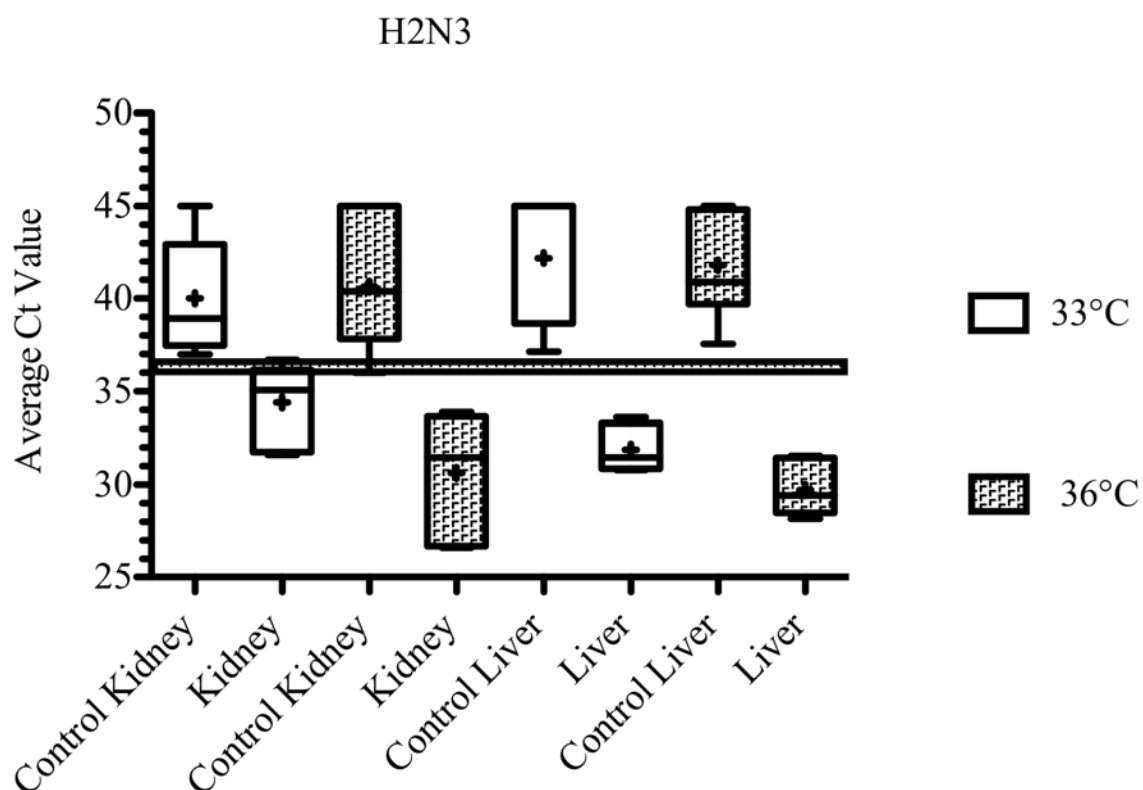 H2N3
Average Ct Value
50
45
40
35
30
25
Control Kidney
Kidney
Control Kidney
Kidney
Control Liver
Liver
Control Liver
Liver
33°C
36°C